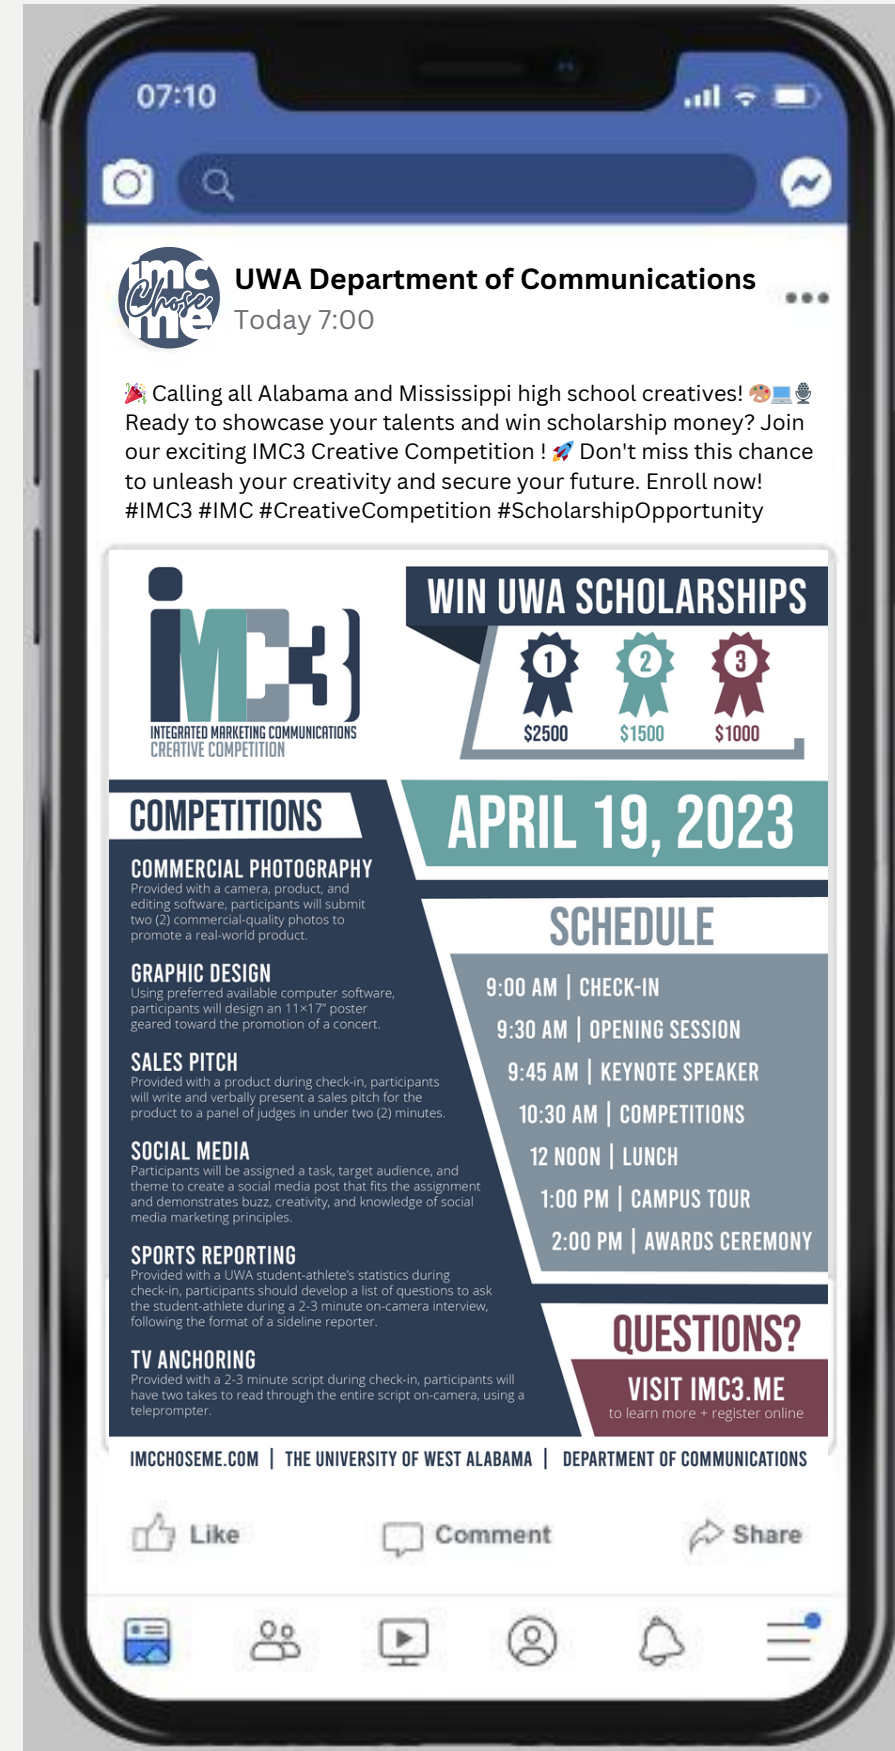 07:10
imc
Chose
me
UWA Department of Communications
Today 7:00
🎉 Calling all Alabama and Mississippi high school creatives! 🎨💻🎙
Ready to showcase your talents and win scholarship money? Join
our exciting IMC3 Creative Competition ! 🚀 Don't miss this chance
to unleash your creativity and secure your future. Enroll now!
#IMC3 #IMC #CreativeCompetition #ScholarshipOpportunity
iMC3
INTEGRATED MARKETING COMMUNICATIONS
CREATIVE COMPETITION
WIN UWA SCHOLARSHIPS
1 2 3
$2500 $1500 $1000
APRIL 19, 2023
COMPETITIONS
COMMERCIAL PHOTOGRAPHY
Provided with a camera, product, and
editing software, participants will submit
two (2) commercial-quality photos to
promote a real-world product.
GRAPHIC DESIGN
Using preferred available computer software,
participants will design an 11×17” poster
geared toward the promotion of a concert.
SALES PITCH
Provided with a product during check-in, participants
will write and verbally present a sales pitch for the
product to a panel of judges in under two (2) minutes.
SOCIAL MEDIA
Participants will be assigned a task, target audience, and
theme to create a social media post that fits the assignment
and demonstrates buzz, creativity, and knowledge of social
media marketing principles.
SPORTS REPORTING
Provided with a UWA student-athlete’s statistics during
check-in, participants should develop a list of questions to ask
the student-athlete during a 2-3 minute on-camera interview,
following the format of a sideline reporter.
TV ANCHORING
Provided with a 2-3 minute script during check-in, participants will
have two takes to read through the entire script on-camera, using a
teleprompter.
SCHEDULE
9:00 AM | CHECK-IN
9:30 AM | OPENING SESSION
9:45 AM | KEYNOTE SPEAKER
10:30 AM | COMPETITIONS
12 NOON | LUNCH
1:00 PM | CAMPUS TOUR
2:00 PM | AWARDS CEREMONY
QUESTIONS?
VISIT IMC3.ME
to learn more + register online
IMCCHOSEME.COM | THE UNIVERSITY OF WEST ALABAMA | DEPARTMENT OF COMMUNICATIONS
Like Comment Share